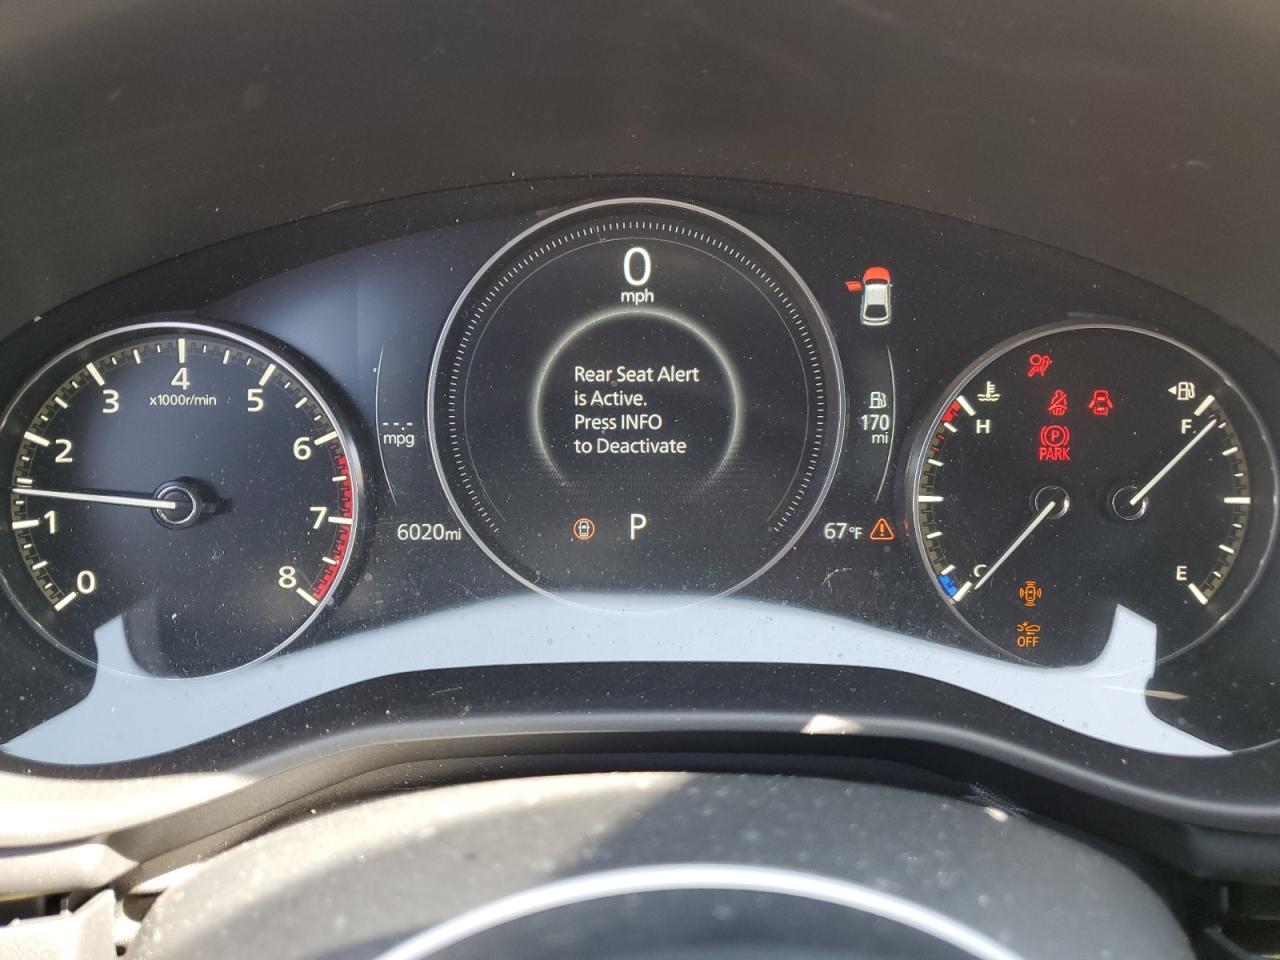 0
mph
4
x1000r/min
3
5
2
6
1
7
0
8
Rear Seat Alert
is Active.
Press INFO
to Deactivate
--.-
mpg
170
mi
6020mi
P
67°F
H
F
P
PARK
C
E
OFF